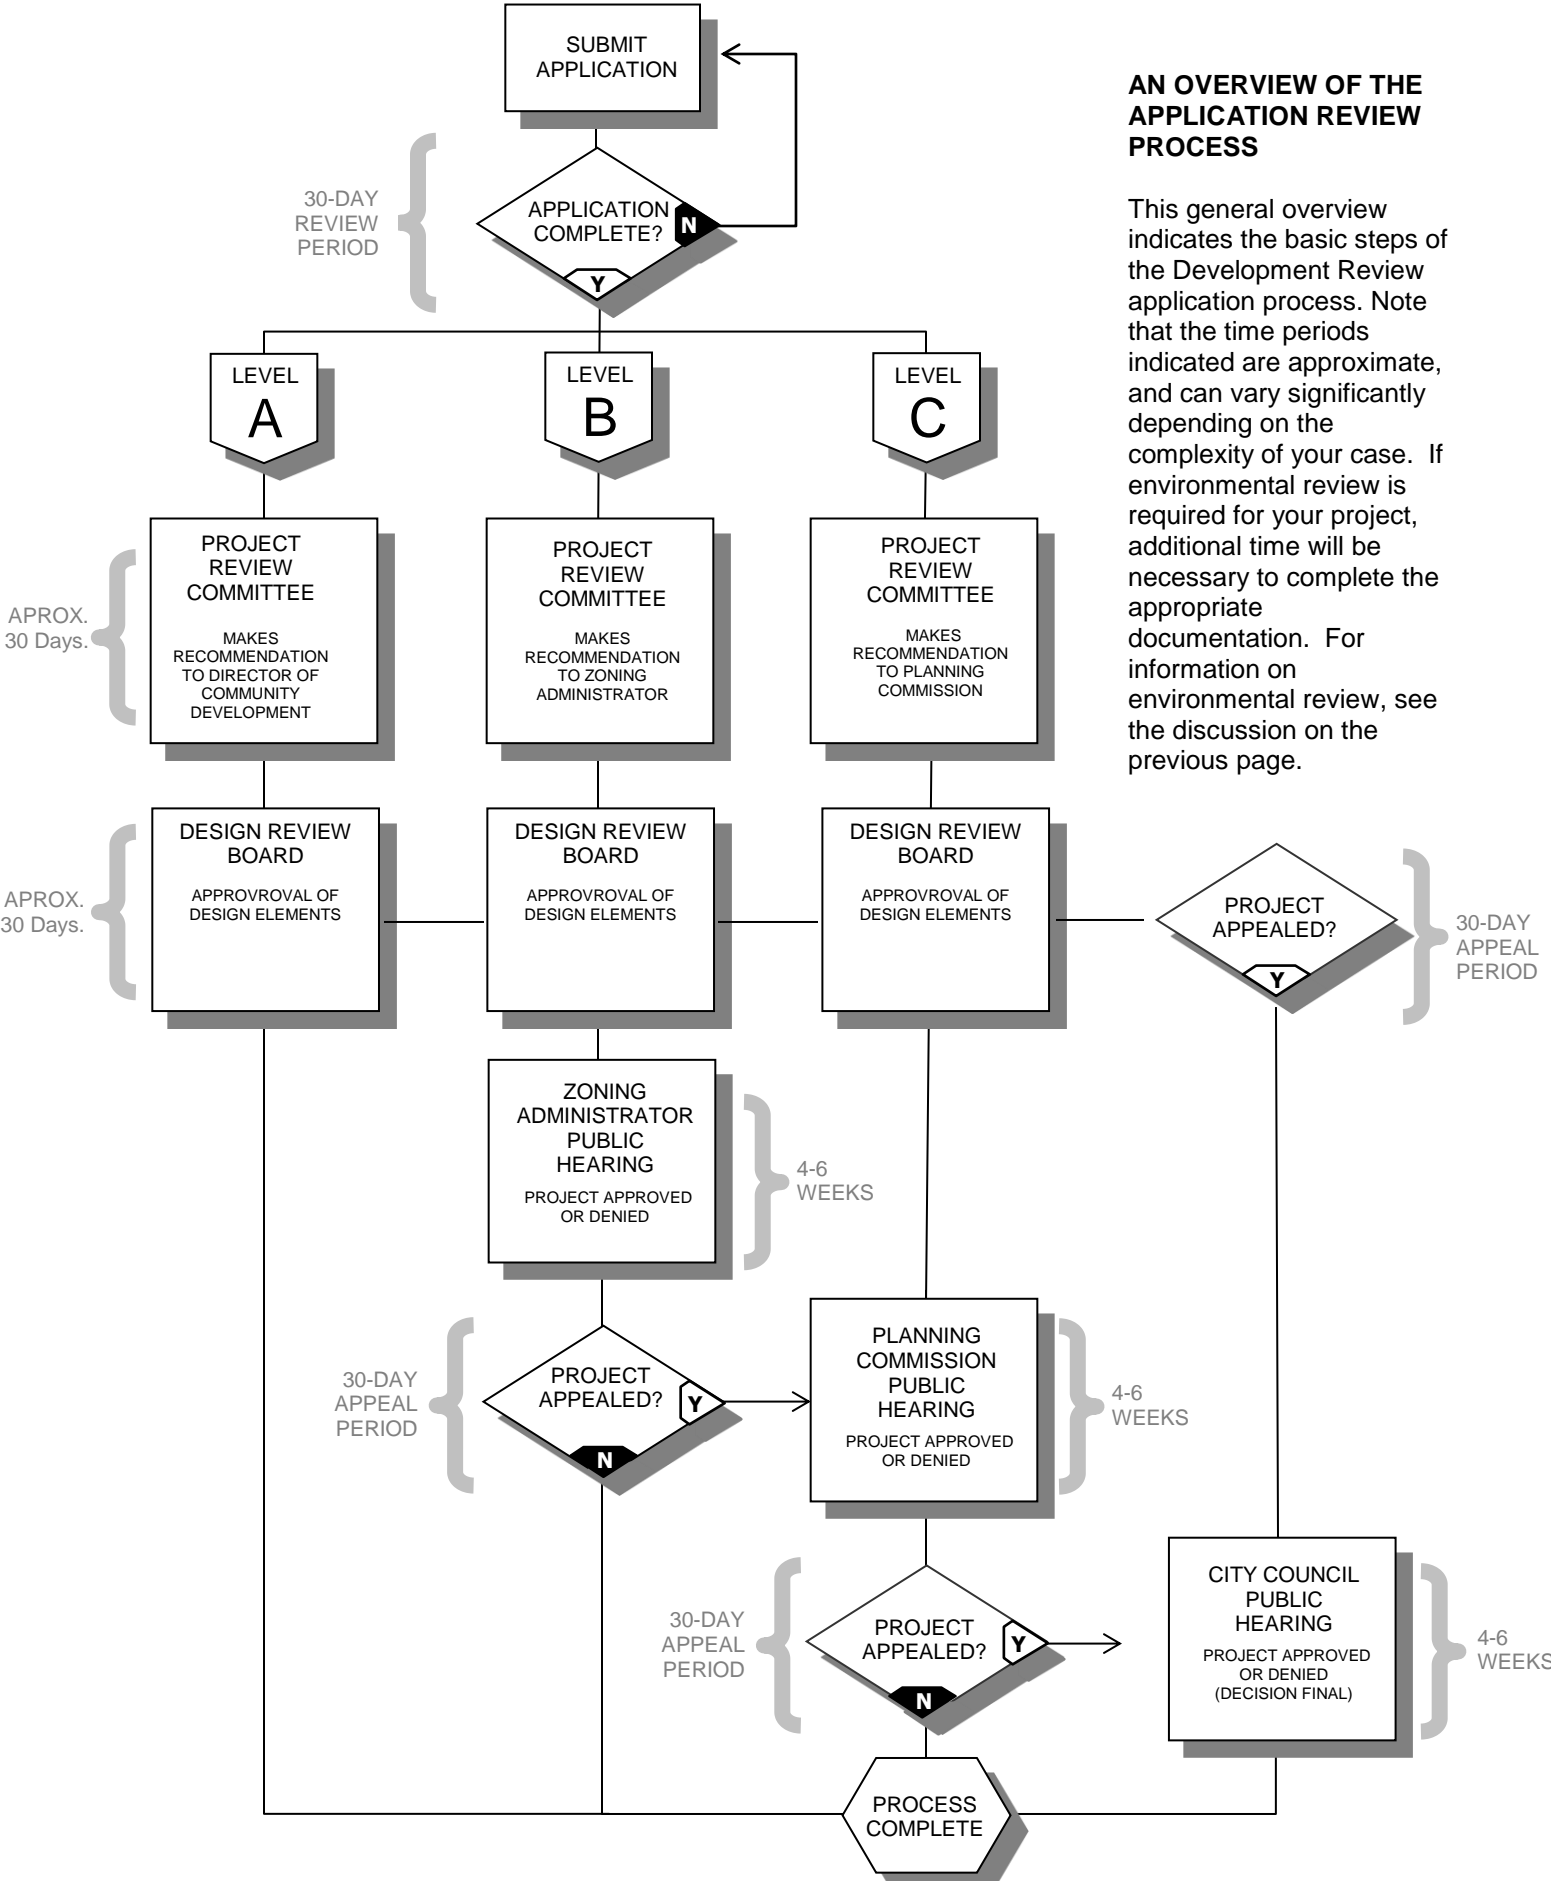 SUBMIT
APPLICATION
AN OVERVIEW OF THE
APPLICATION REVIEW
PROCESS
This general overview
indicates the basic steps of
the Development Review
application process. Note
that the time periods
indicated are approximate,
and can vary significantly
depending on the
complexity of your case.  If
environmental review is
required for your project,
additional time will be
necessary to complete the
appropriate
documentation.  For
information on
environmental review, see
the discussion on the
previous page.
30-DAY
REVIEW
PERIOD
APPLICATION
COMPLETE?
N
Y
LEVEL
A
LEVEL
B
LEVEL
C
APROX.
30 Days.
PROJECT
REVIEW
COMMITTEE
MAKES
RECOMMENDATION
TO DIRECTOR OF
COMMUNITY
DEVELOPMENT
PROJECT
REVIEW
COMMITTEE
MAKES
RECOMMENDATION
TO ZONING
ADMINISTRATOR
PROJECT
REVIEW
COMMITTEE
MAKES
RECOMMENDATION
TO PLANNING
COMMISSION
APROX.
30 Days.
DESIGN REVIEW
BOARD
APPROVROVAL OF
DESIGN ELEMENTS
DESIGN REVIEW
BOARD
APPROVROVAL OF
DESIGN ELEMENTS
DESIGN REVIEW
BOARD
APPROVROVAL OF
DESIGN ELEMENTS
PROJECT
APPEALED?
Y
30-DAY
APPEAL
PERIOD
ZONING
ADMINISTRATOR
PUBLIC
HEARING
PROJECT APPROVED
OR DENIED
4-6
WEEKS
30-DAY
APPEAL
PERIOD
PROJECT
APPEALED?
Y
N
PLANNING
COMMISSION
PUBLIC
HEARING
PROJECT APPROVED
OR DENIED
4-6
WEEKS
30-DAY
APPEAL
PERIOD
PROJECT
APPEALED?
Y
N
CITY COUNCIL
PUBLIC
HEARING
PROJECT APPROVED
OR DENIED
(DECISION FINAL)
4-6
WEEKS
PROCESS
COMPLETE